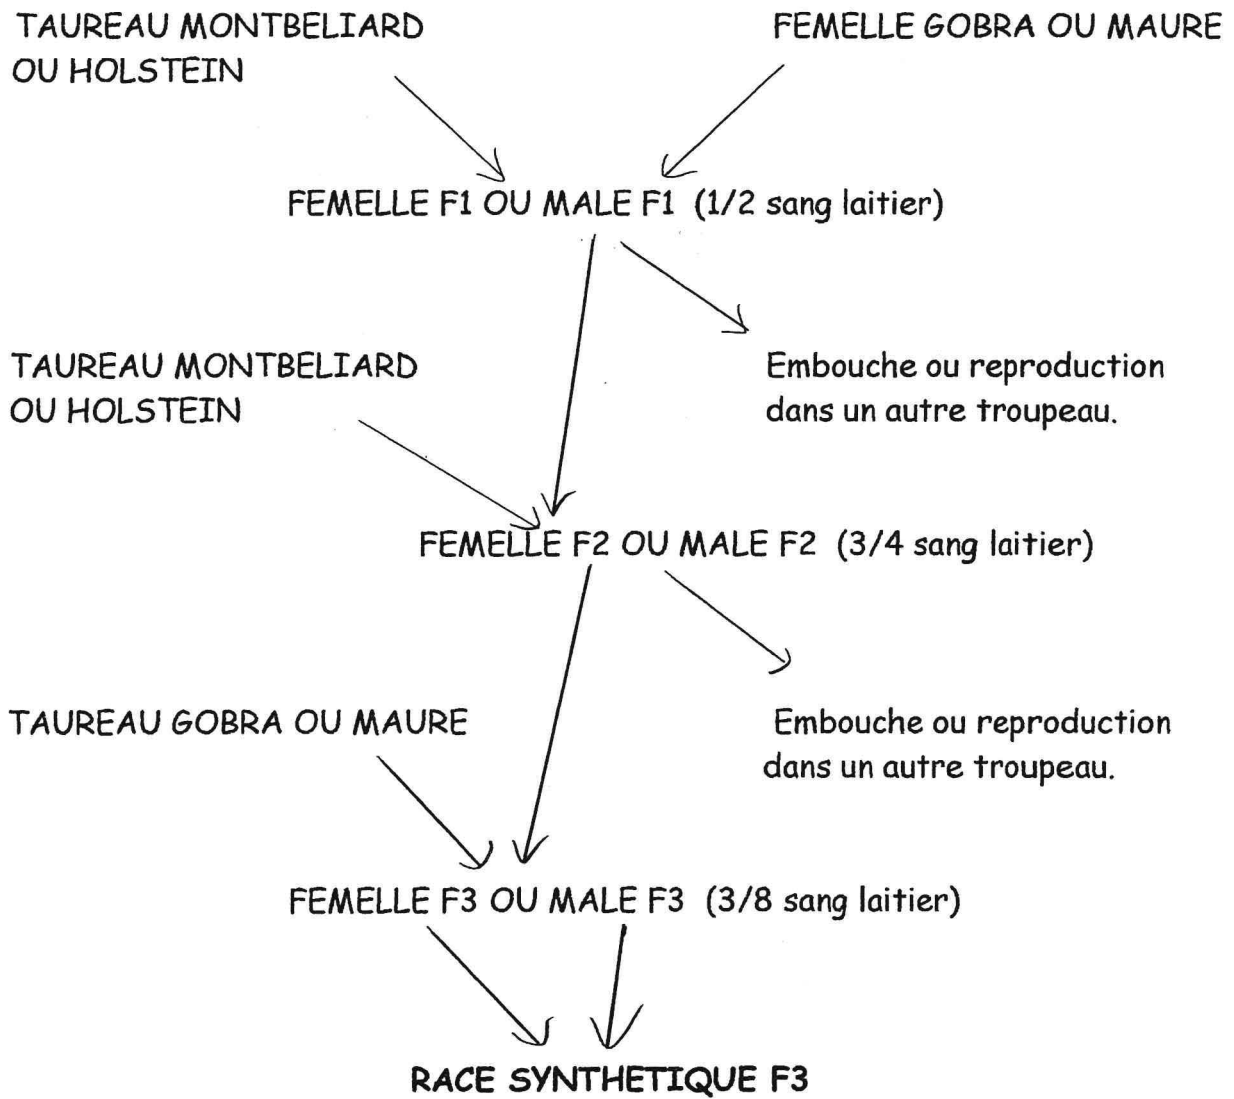 TAUREAU MONTBELIARD
OU HOLSTEIN
FEMELLE GOBRA OU MAURE
FEMELLE F1 OU MALE F1 (1/2 sang laitier)
TAUREAU MONTBELIARD
OU HOLSTEIN
Embouche ou reproduction
dans un autre troupeau.
FEMELLE F2 OU MALE F2 (3/4 sang laitier)
TAUREAU GOBRA OU MAURE
Embouche ou reproduction
dans un autre troupeau.
FEMELLE F3 OU MALE F3 (3/8 sang laitier)
RACE SYNTHETIQUE F3